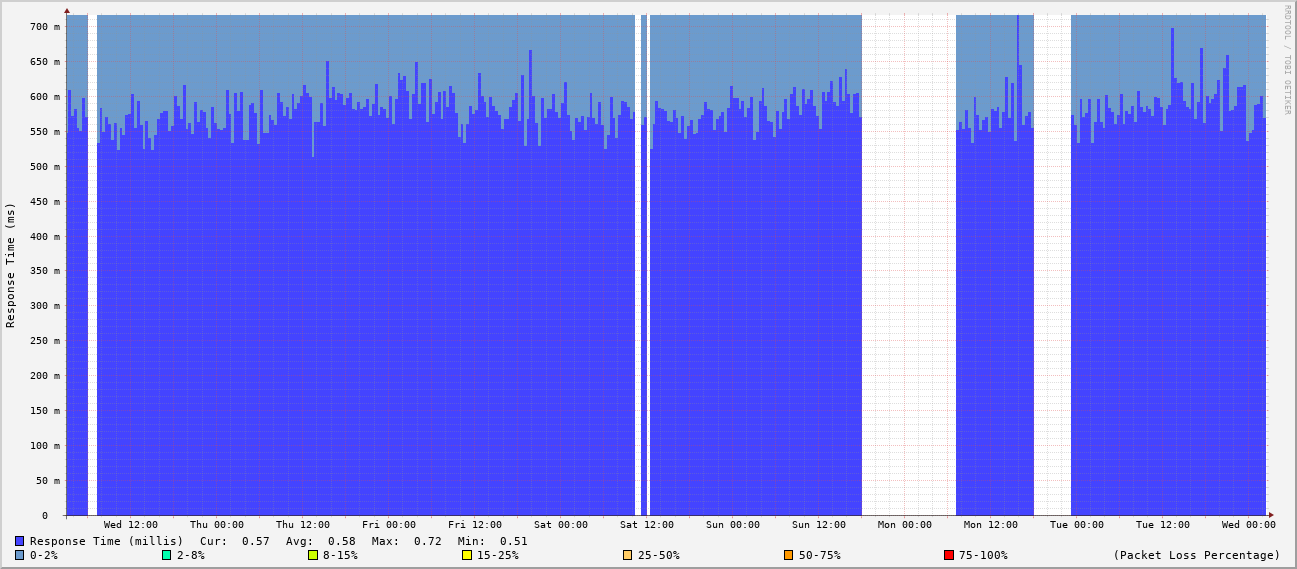 RRDTOOL / TOBI OETIKER
Response Time (ms)
700 m
650 m
600 m
550 m
500 m
450 m
400 m
350 m
300 m
250 m
200 m
150 m
100 m
50 m
0
Wed 12:00 Thu 00:00 Thu 12:00 Fri 00:00 Fri 12:00 Sat 00:00 Sat 12:00 Sun 00:00 Sun 12:00 Mon 00:00 Mon 12:00 Tue 00:00 Tue 12:00 Wed 00:00
Response Time (millis) Cur: 0.57 Avg: 0.58 Max: 0.72 Min: 0.51
0-2% 2-8% 8-15% 15-25% 25-50% 50-75% 75-100% (Packet Loss Percentage)